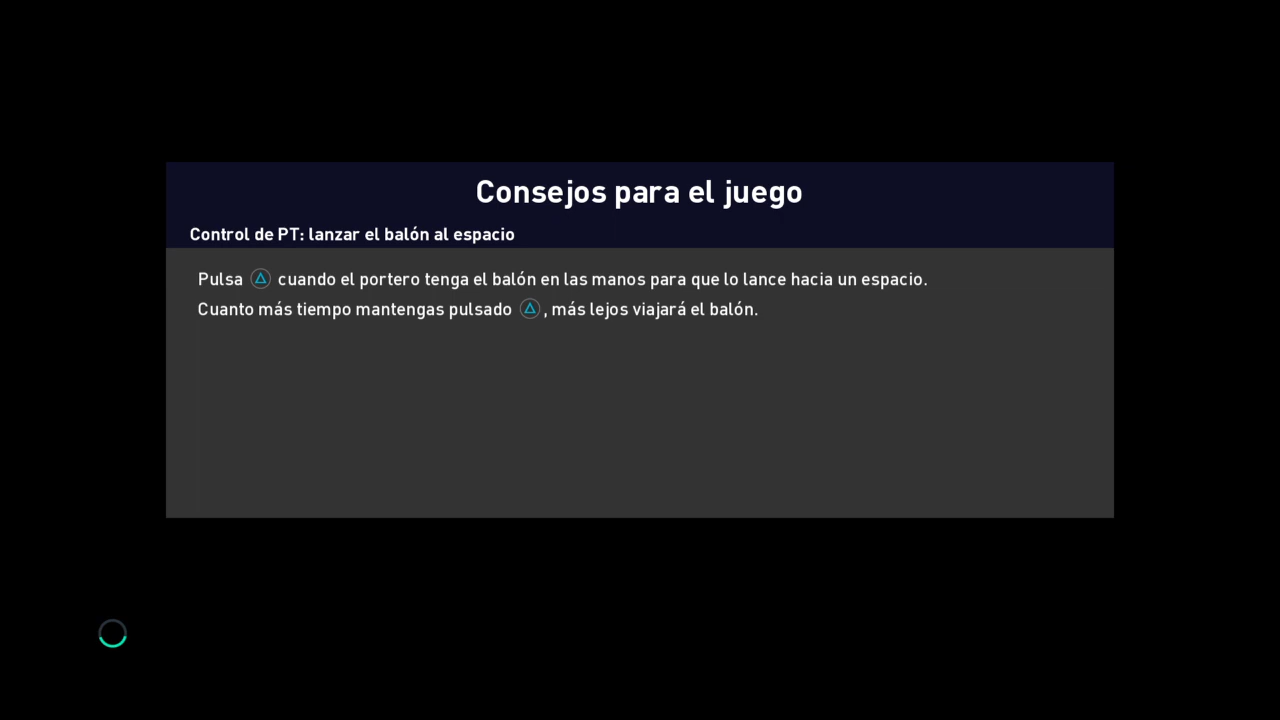 Consejos para el juego
Control de PT: lanzar el balón al espacio
Pulsa △ cuando el portero tenga el balón en las manos para que lo lance hacia un espacio.
Cuanto más tiempo mantengas pulsado △, más lejos viajará el balón.